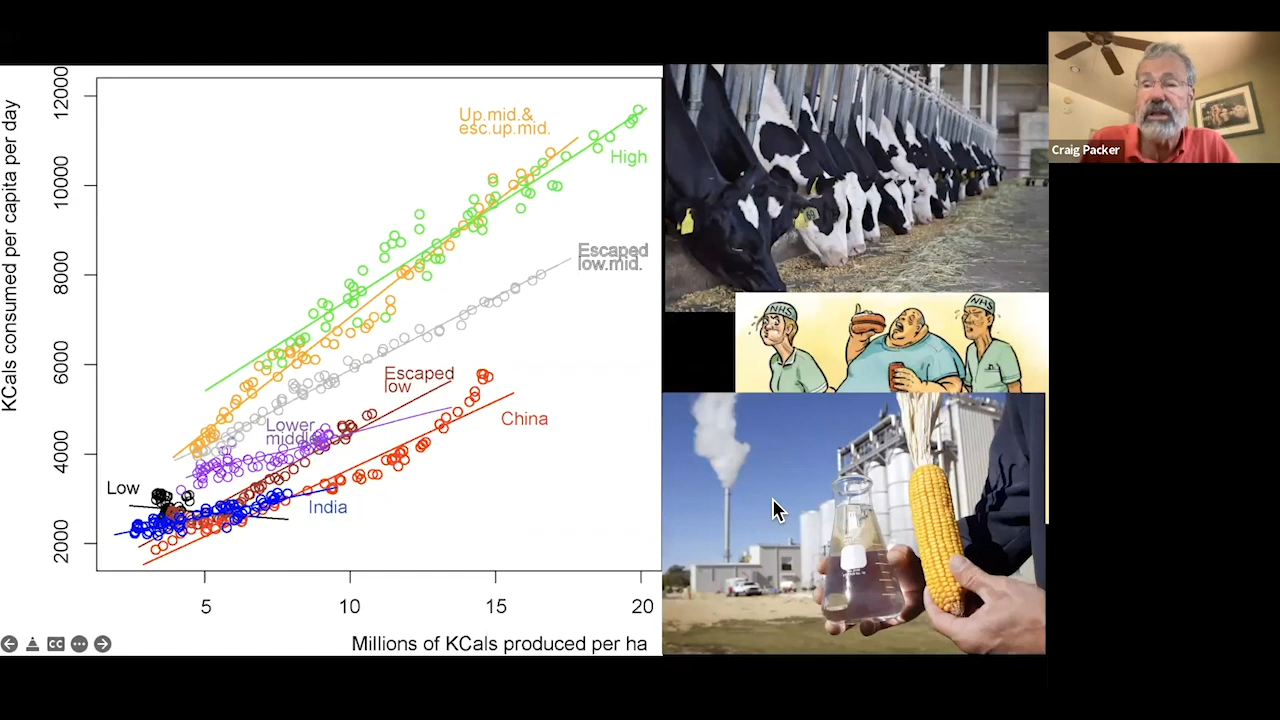 KCals consumed per capita per day
12000
10000
8000
6000
4000
2000
Up.mid.&
esc.up.mid.
High
Escaped
low.mid.
Escaped
low
China
Lower
middle
Low
India
5
10
15
20
Millions of KCals produced per ha
CC
NHS
NHS
Craig Packer